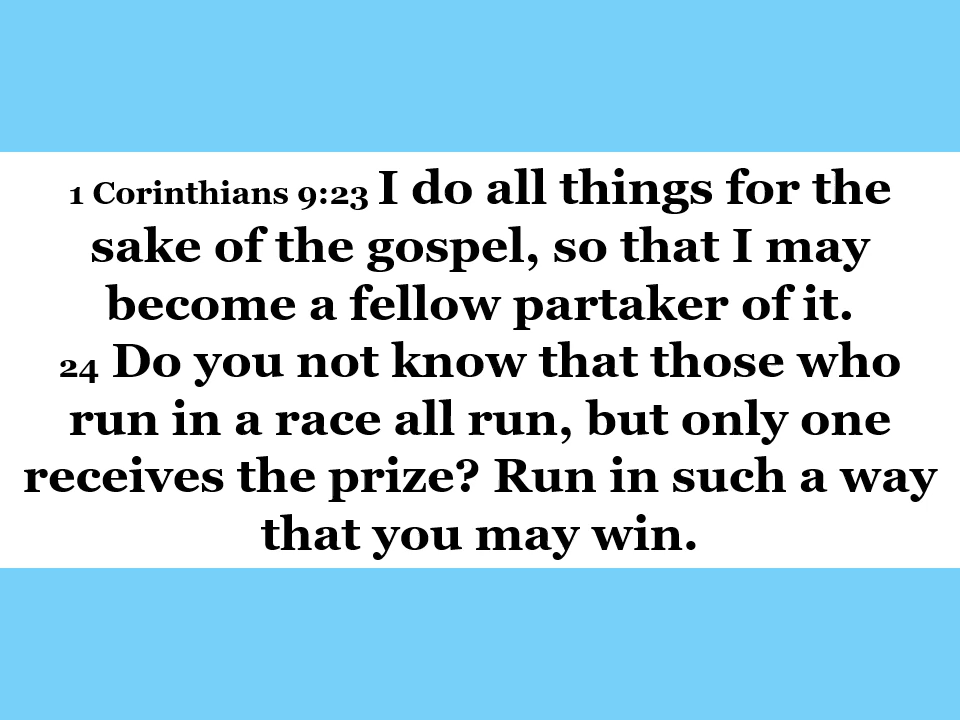 1 Corinthians 9:23 I do all things for the
sake of the gospel, so that I may
become a fellow partaker of it.
24 Do you not know that those who
run in a race all run, but only one
receives the prize? Run in such a way
that you may win.